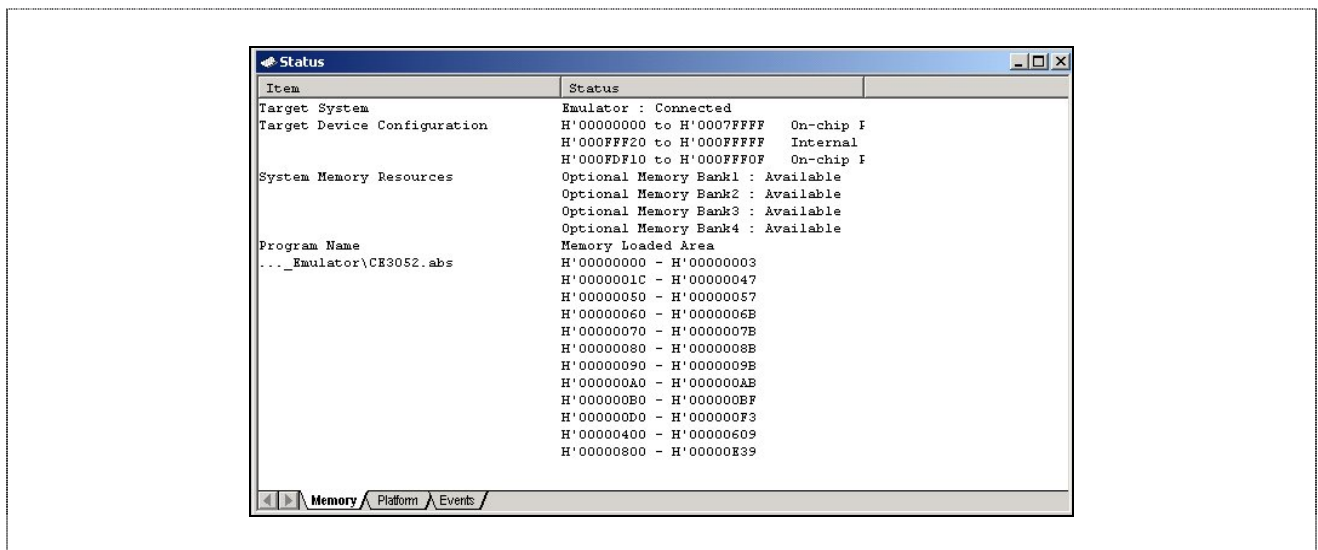 Status
Item Status
Target System Emulator : Connected
Target Device Configuration H'00000000 to H'0007FFFF On-chip
H'000FFF20 to H'000FFFFF Internal
H'000FDF10 to H'000FFF0F On-chip
System Memory Resources Optional Memory Bank1 : Available
Optional Memory Bank2 : Available
Optional Memory Bank3 : Available
Optional Memory Bank4 : Available
Program Name Memory Loaded Area
..._Emulator\CE3052.abs H'00000000 - H'00000003
H'0000001C - H'00000047
H'00000050 - H'00000057
H'00000060 - H'0000006B
H'00000070 - H'0000007B
H'00000080 - H'0000008B
H'00000090 - H'0000009B
H'000000A0 - H'000000AB
H'000000B0 - H'000000BF
H'000000D0 - H'000000F3
H'00000400 - H'00000609
H'00000800 - H'00000E39
Memory Platform Events